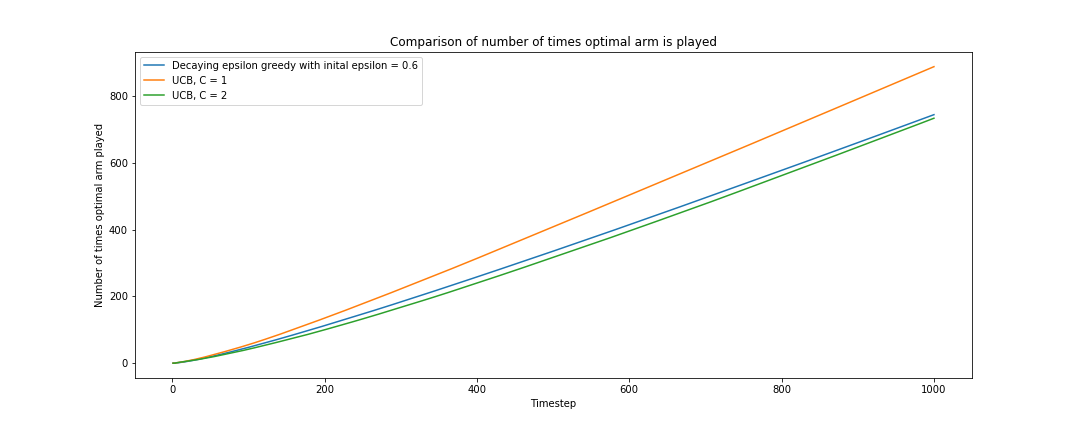 Comparison of number of times optimal arm is played
Decaying epsilon greedy with inital epsilon = 0.6
UCB, C = 1
UCB, C = 2
Number of times optimal arm played
800
600
400
200
0
0 200 400 600 800 1000
Timestep